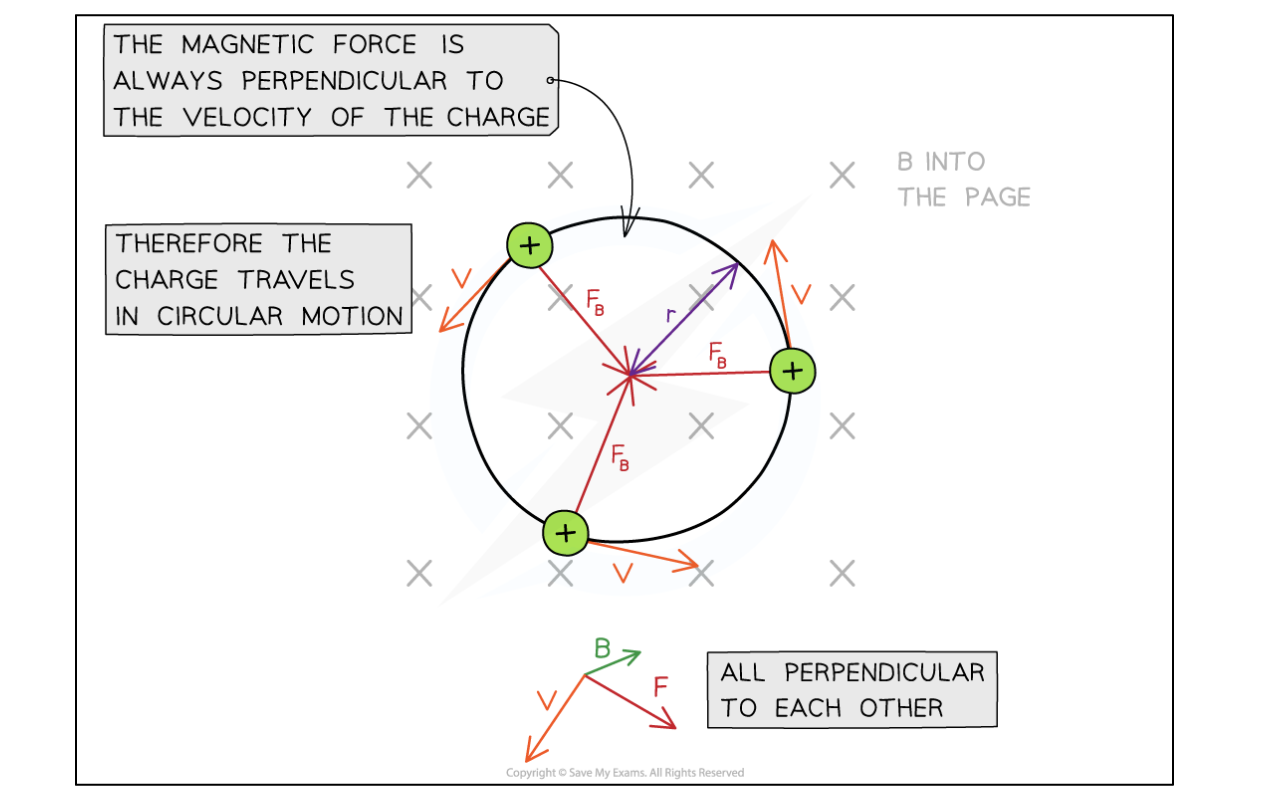 THE MAGNETIC FORCE IS
ALWAYS PERPENDICULAR TO
THE VELOCITY OF THE CHARGE
B INTO
THE PAGE
THEREFORE THE
CHARGE TRAVELS
IN CIRCULAR MOTION
+
V
F_B
r
V
F_B
+
F_B
+
V
B
V
F
ALL PERPENDICULAR
TO EACH OTHER
Copyright © Save My Exams. All Rights Reserved